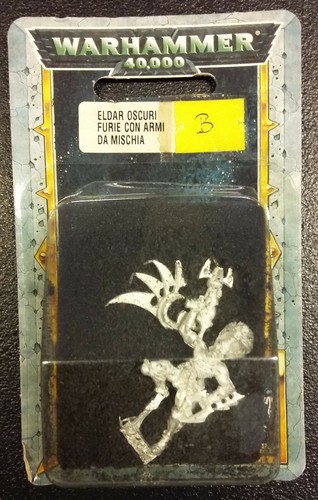 WARHAMMER
40,000
ELDAR OSCURI
FURIE CON ARMI
DA MISCHIA
B